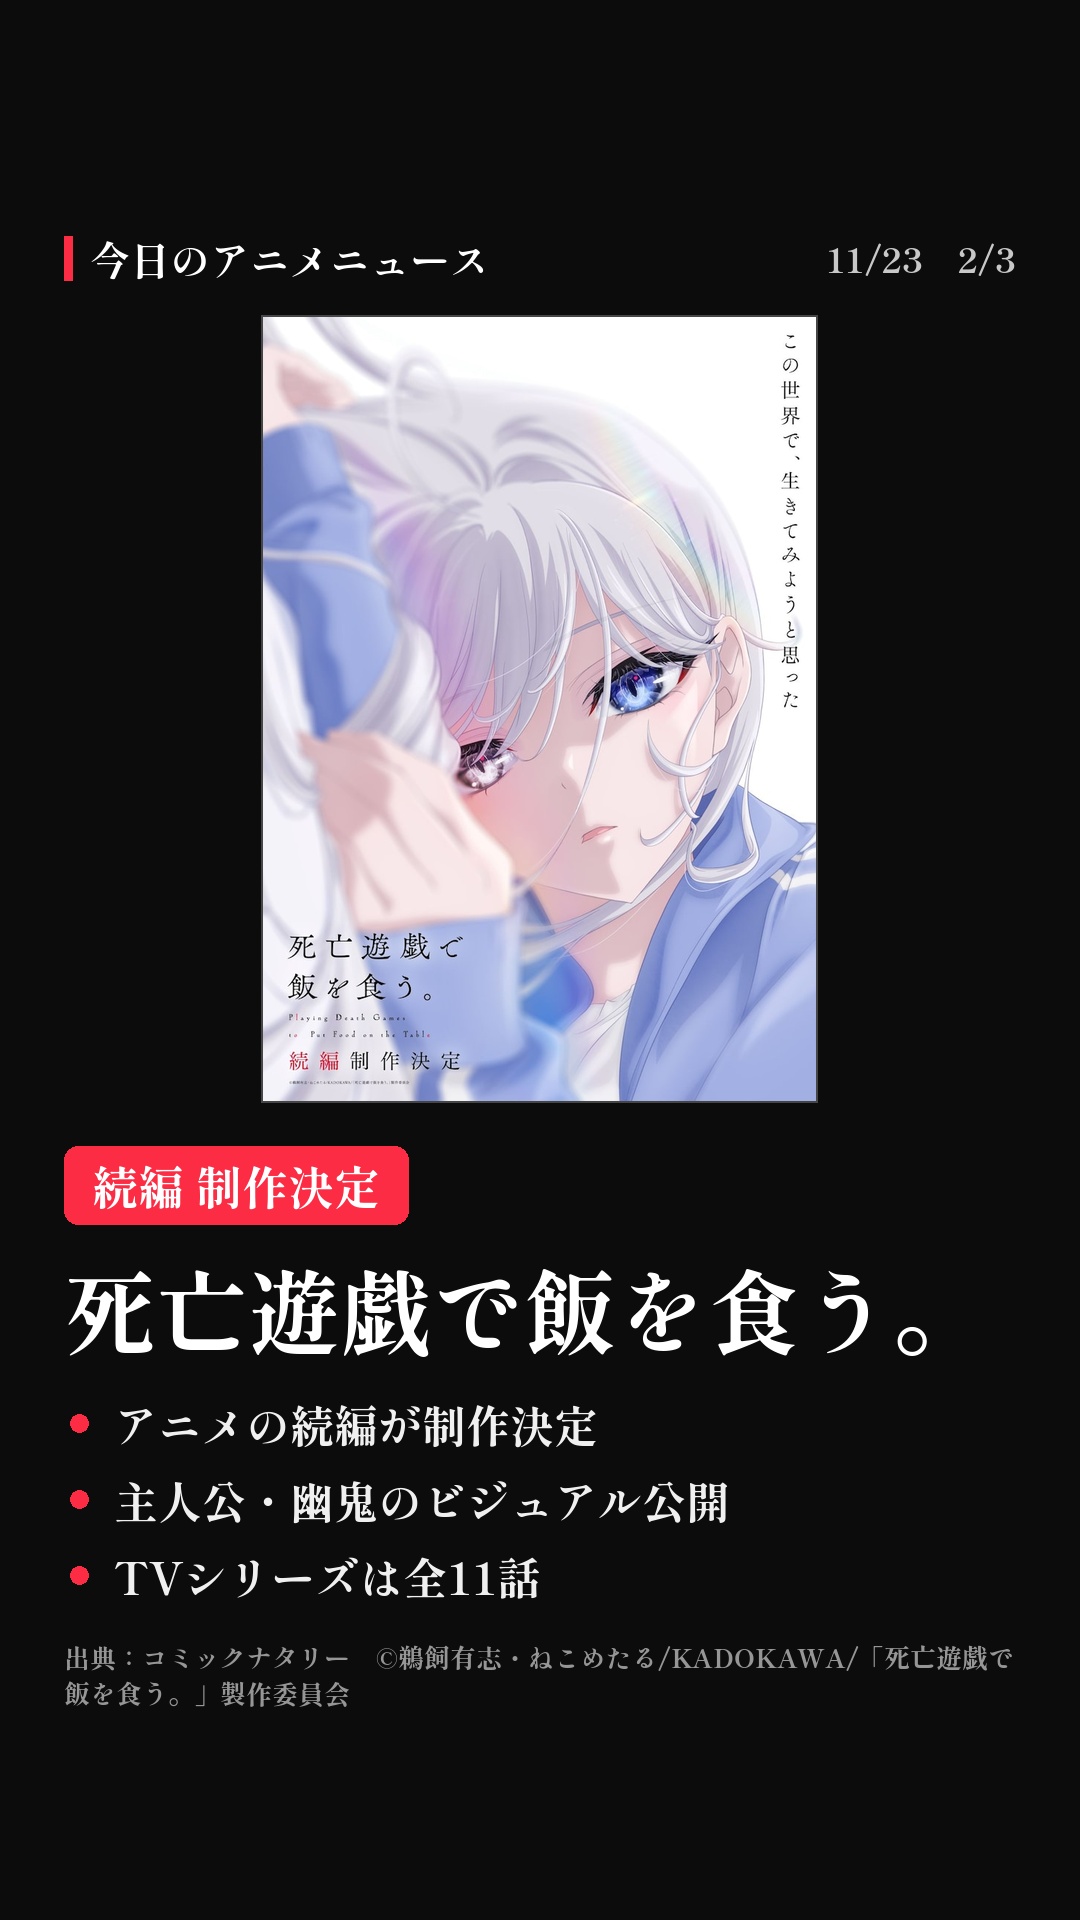 今日のアニメニュース
11/23 2/3
この世界で、生きてみようと思った
死亡遊戯で
飯を食う。
Playing Death Games
to Put Food on the Table
続編制作決定
続編 制作決定
死亡遊戯で飯を食う。
アニメの続編が制作決定
主人公・幽鬼のビジュアル公開
TVシリーズは全11話
出典：コミックナタリー ©鵜飼有志・ねこめたる/KADOKAWA/「死亡遊戯で
飯を食う。」製作委員会